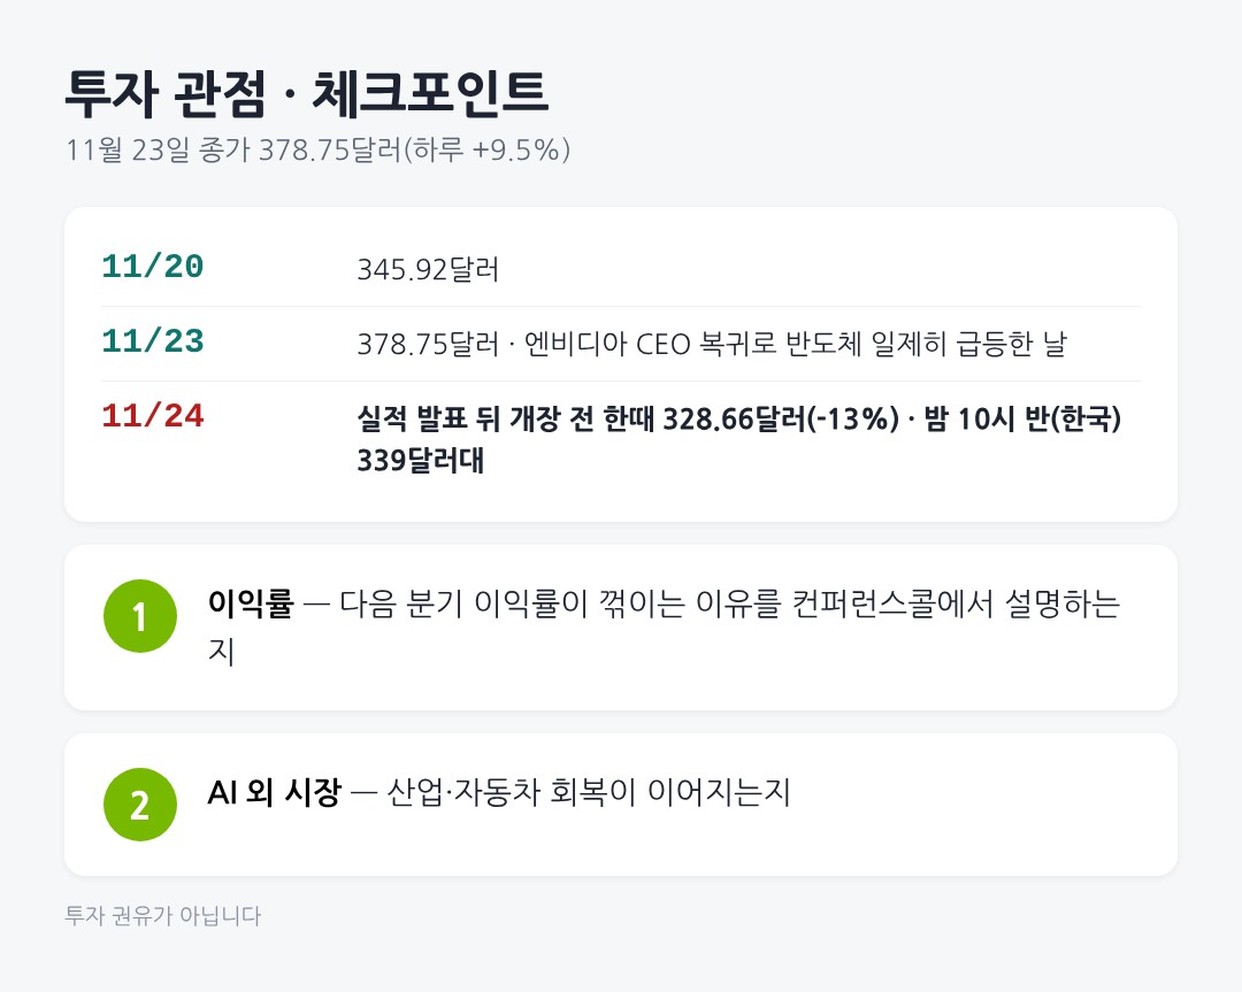 투자 관점 · 체크포인트
11월 23일 종가 378.75달러(하루 +9.5%)
11/20 345.92달러
11/23 378.75달러 · 엔비디아 CEO 복귀로 반도체 일제히 급등한 날
11/24 실적 발표 뒤 개장 전 한때 328.66달러(-13%) · 밤 10시 반(한국)
339달러대
1 이익률 — 다음 분기 이익률이 꺾이는 이유를 컨퍼런스콜에서 설명하는
지
2 AI 외 시장 — 산업·자동차 회복이 이어지는지
투자 권유가 아닙니다